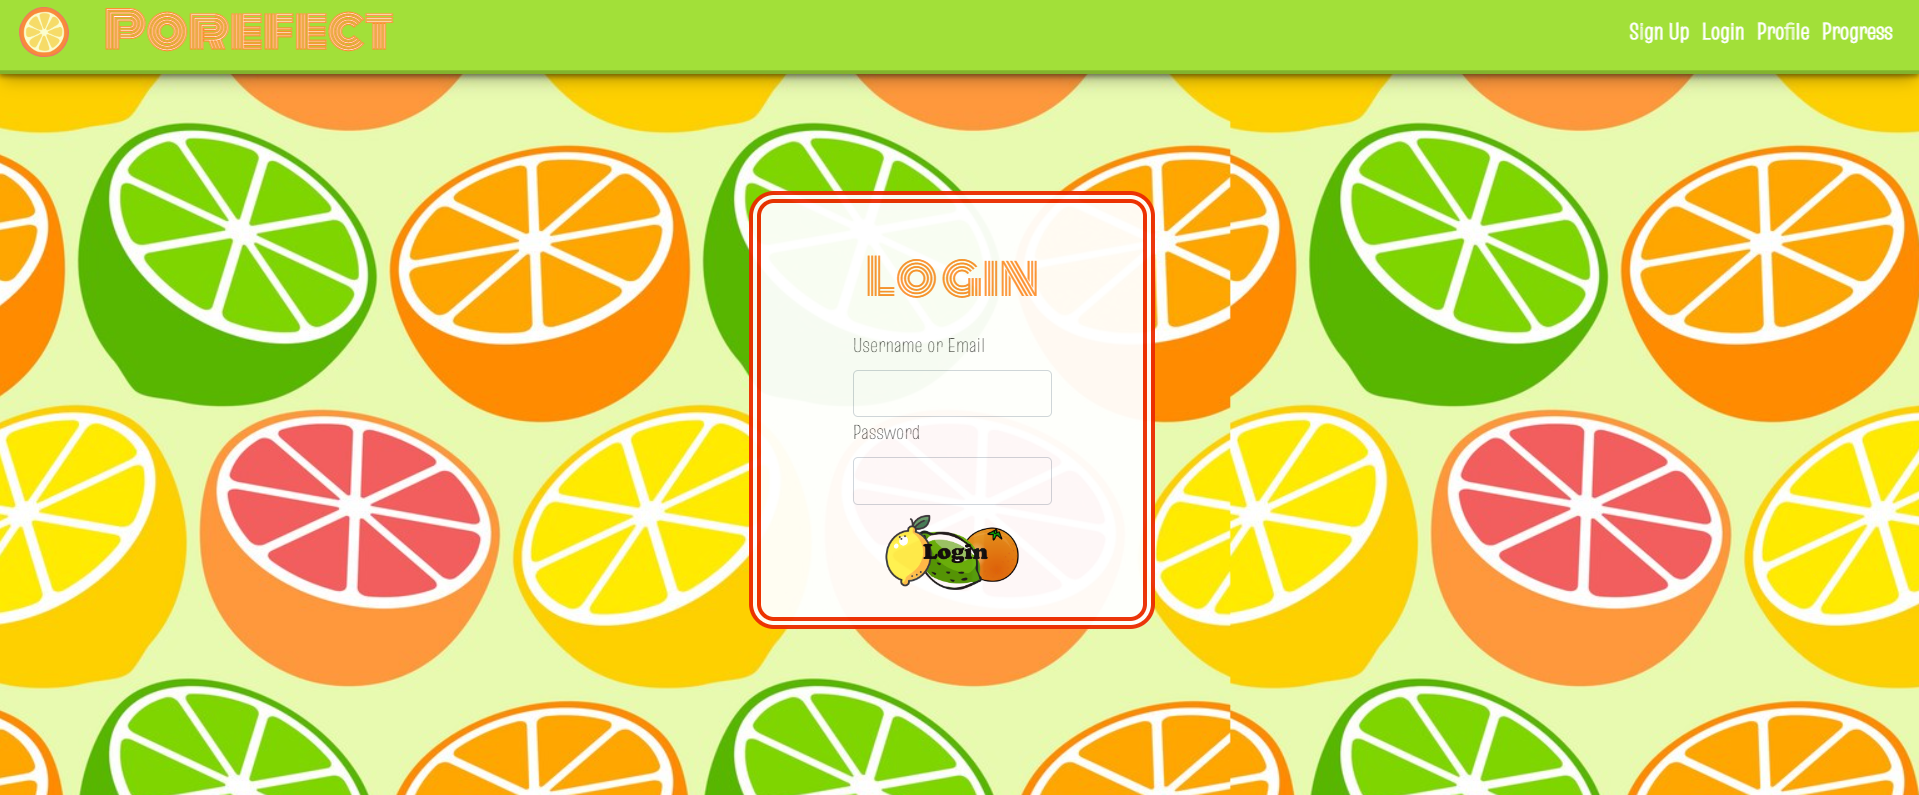 Porefect
Sign Up Login Profile Progress
Login
Username or Email
Password
Login